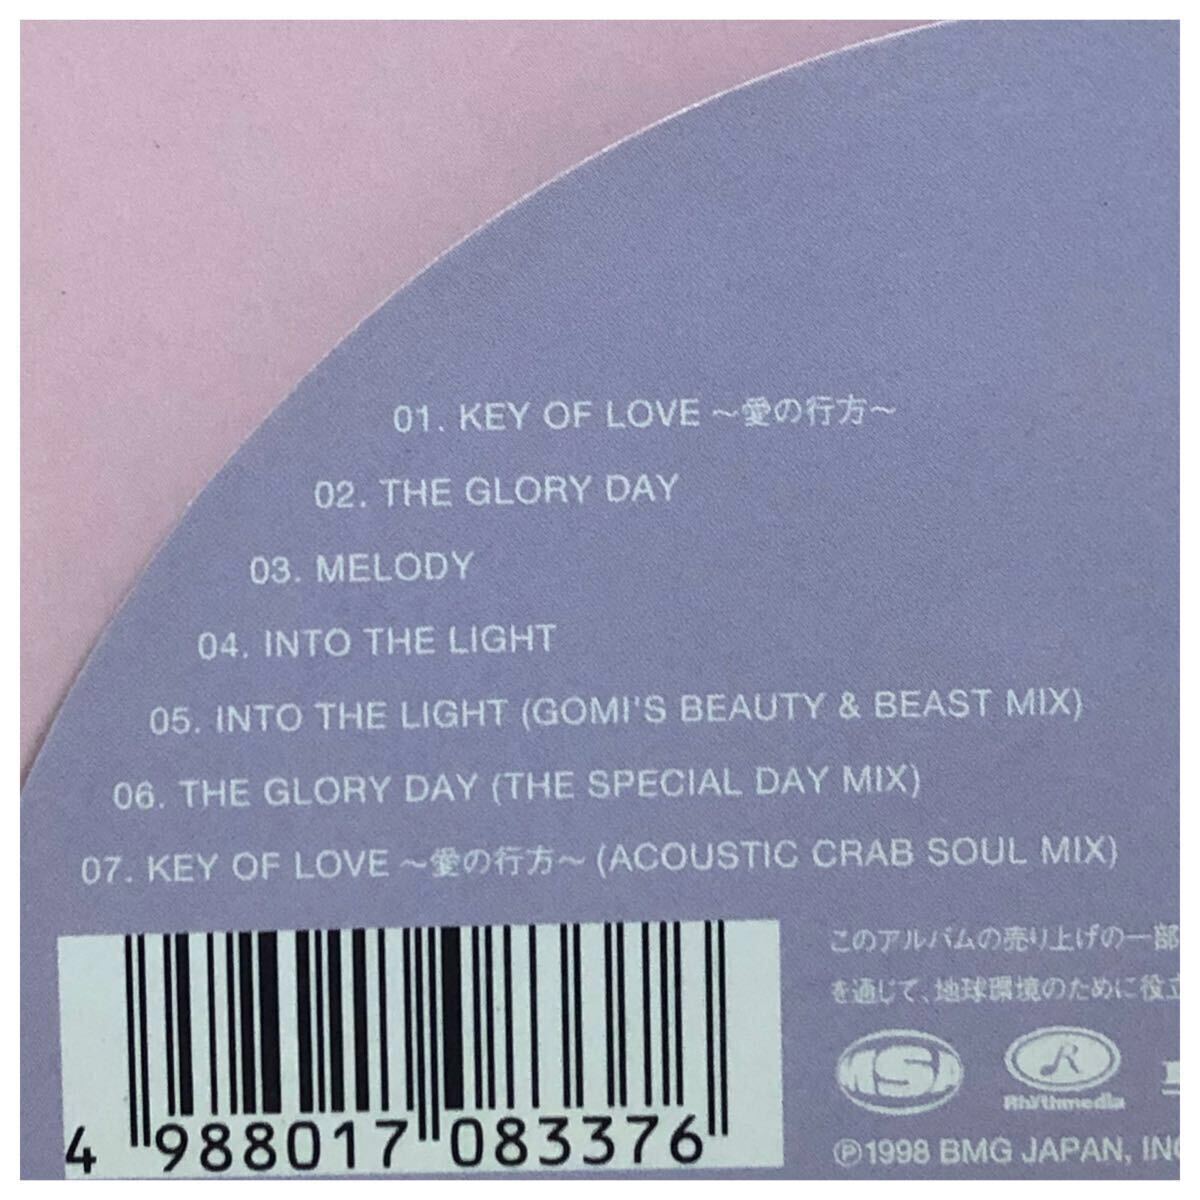 01. KEY OF LOVE ～愛の行方～
02. THE GLORY DAY
03. MELODY
04. INTO THE LIGHT
05. INTO THE LIGHT (GOMI'S BEAUTY & BEAST MIX)
06. THE GLORY DAY (THE SPECIAL DAY MIX)
07. KEY OF LOVE ～愛の行方～ (ACOUSTIC CRAB SOUL MIX)
このアルバムの売り上げの一部
を通じて、地球環境のために役立
MSA
R
Rhythmedia
℗1998 BMG JAPAN, INC
4 988017 083376